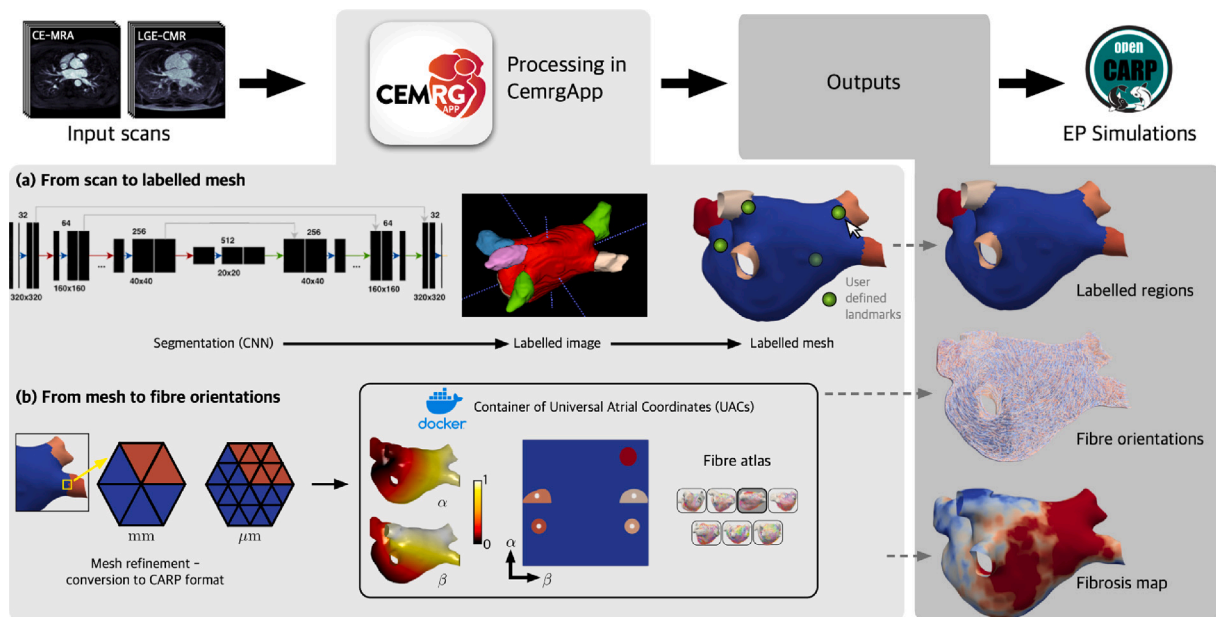 CE-MRA
LGE-CMR
Input scans
CEMRG
APP
Processing in
CemrgApp
Outputs
open
CARP
EP Simulations
(a) From scan to labelled mesh
32
64
256
512
256
64
32
320x320
160x160
...
40x40
20x20
40x40
...
160x160
320x320
User
defined
landmarks
Segmentation (CNN)
Labelled image
Labelled mesh
Labelled regions
(b) From mesh to fibre orientations
mm
μm
Mesh refinement –
conversion to CARP format
docker
Container of Universal Atrial Coordinates (UACs)
α
β
1
0
α
β
Fibre atlas
Fibre orientations
Fibrosis map